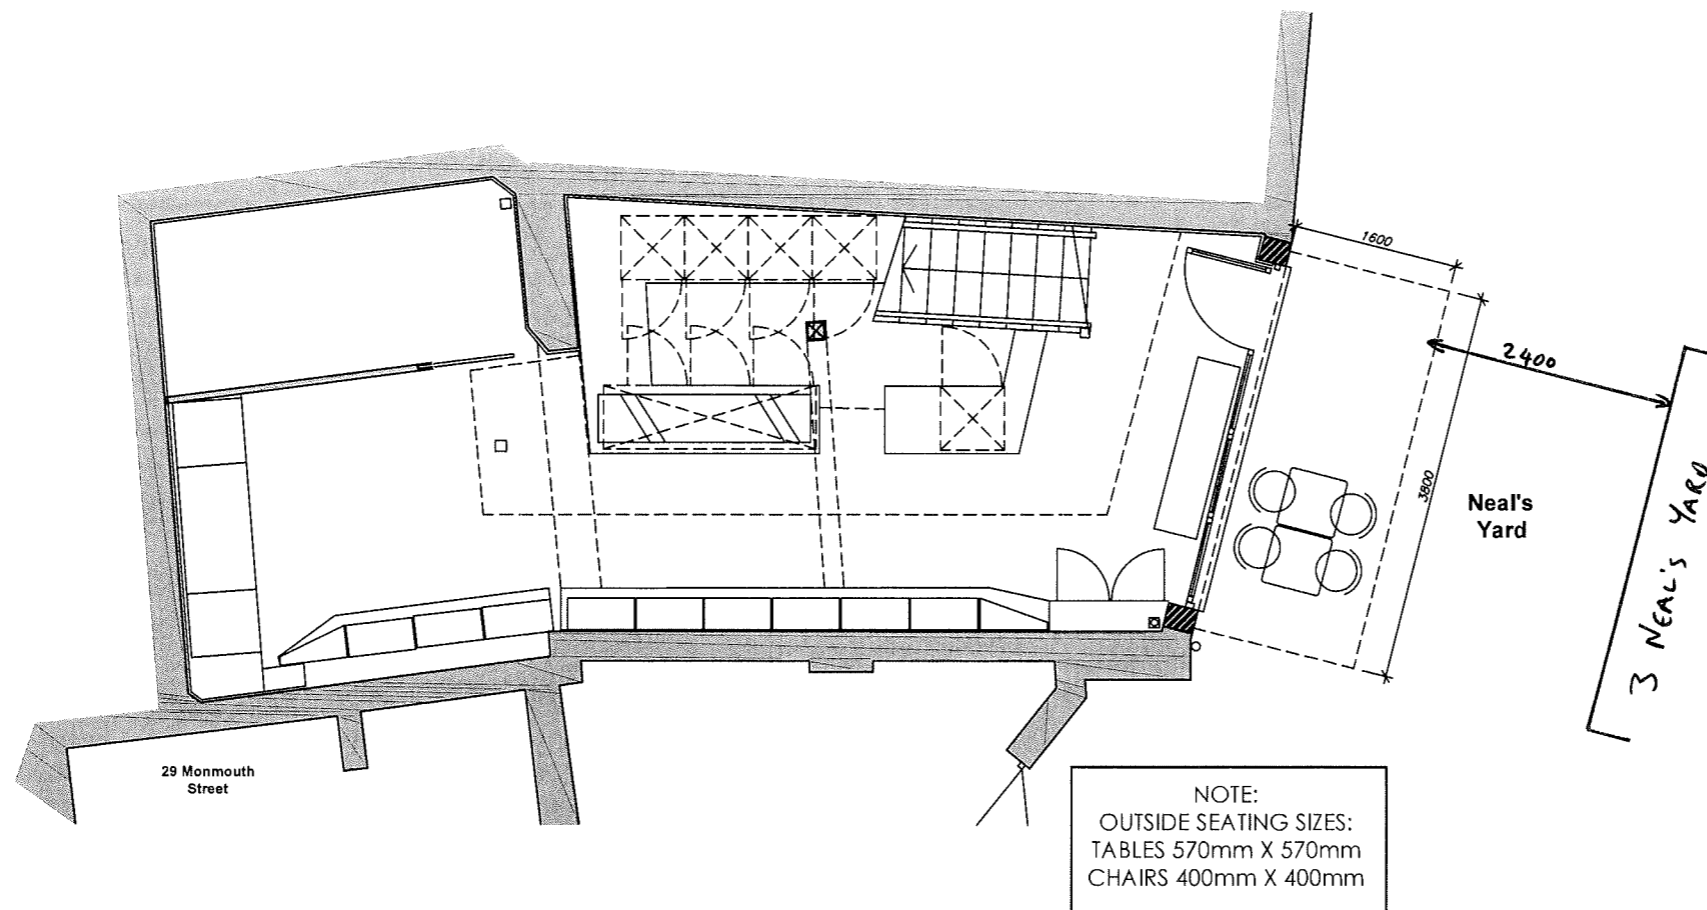 1600
2400
3800
Neal's
Yard
3 NEAL'S YARD
29 Monmouth
Street
NOTE:
OUTSIDE SEATING SIZES:
TABLES 570mm X 570mm
CHAIRS 400mm X 400mm